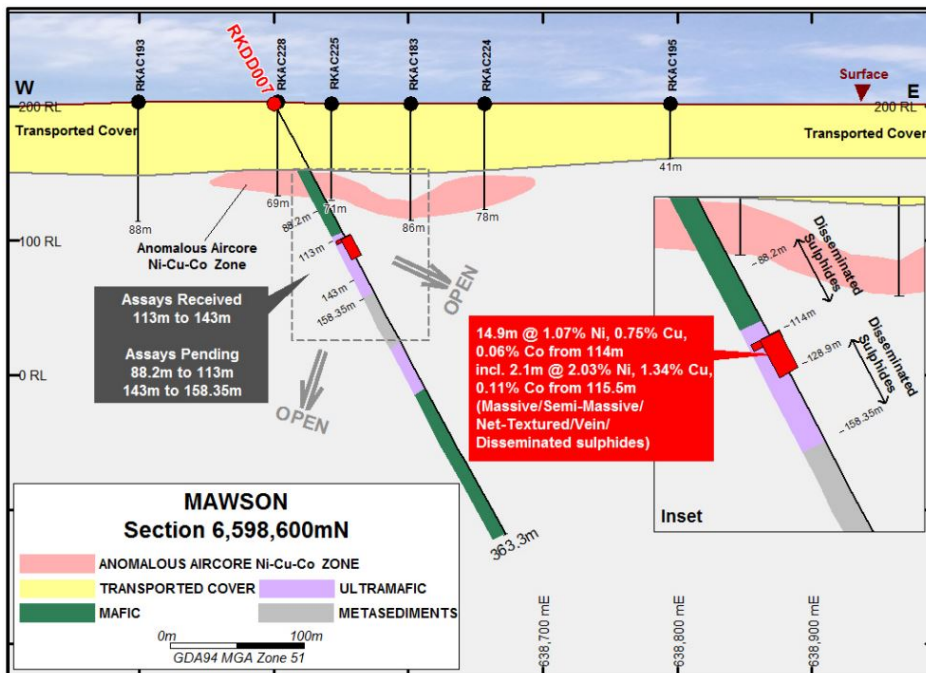 RKAC193
RKDD007
RKAC228
RKAC225
RKAC183
RKAC224
RKAC195
W
E
Surface
200 RL
200 RL
Transported Cover
Transported Cover
41m
69m
71m
78m
86m
88m
88.2m
Anomalous Aircore
Ni-Cu-Co Zone
100 RL
113m
143m
158.35m
OPEN
OPEN
Assays Received
113m to 143m
Assays Pending
88.2m to 113m
143m to 158.35m
0 RL
14.9m @ 1.07% Ni, 0.75% Cu,
0.06% Co from 114m
incl. 2.1m @ 2.03% Ni, 1.34% Cu,
0.11% Co from 115.5m
(Massive/Semi-Massive/
Net-Textured/Vein/
Disseminated sulphides)
88.2m
Disseminated
Sulphides
114m
128.9m
Disseminated
Sulphides
158.35m
Inset
363.3m
MAWSON
Section 6,598,600mN
ANOMALOUS AIRCORE Ni-Cu-Co ZONE
TRANSPORTED COVER
ULTRAMAFIC
MAFIC
METASEDIMENTS
0m
100m
GDA94 MGA Zone 51
638,700 mE
638,800 mE
638,900 mE